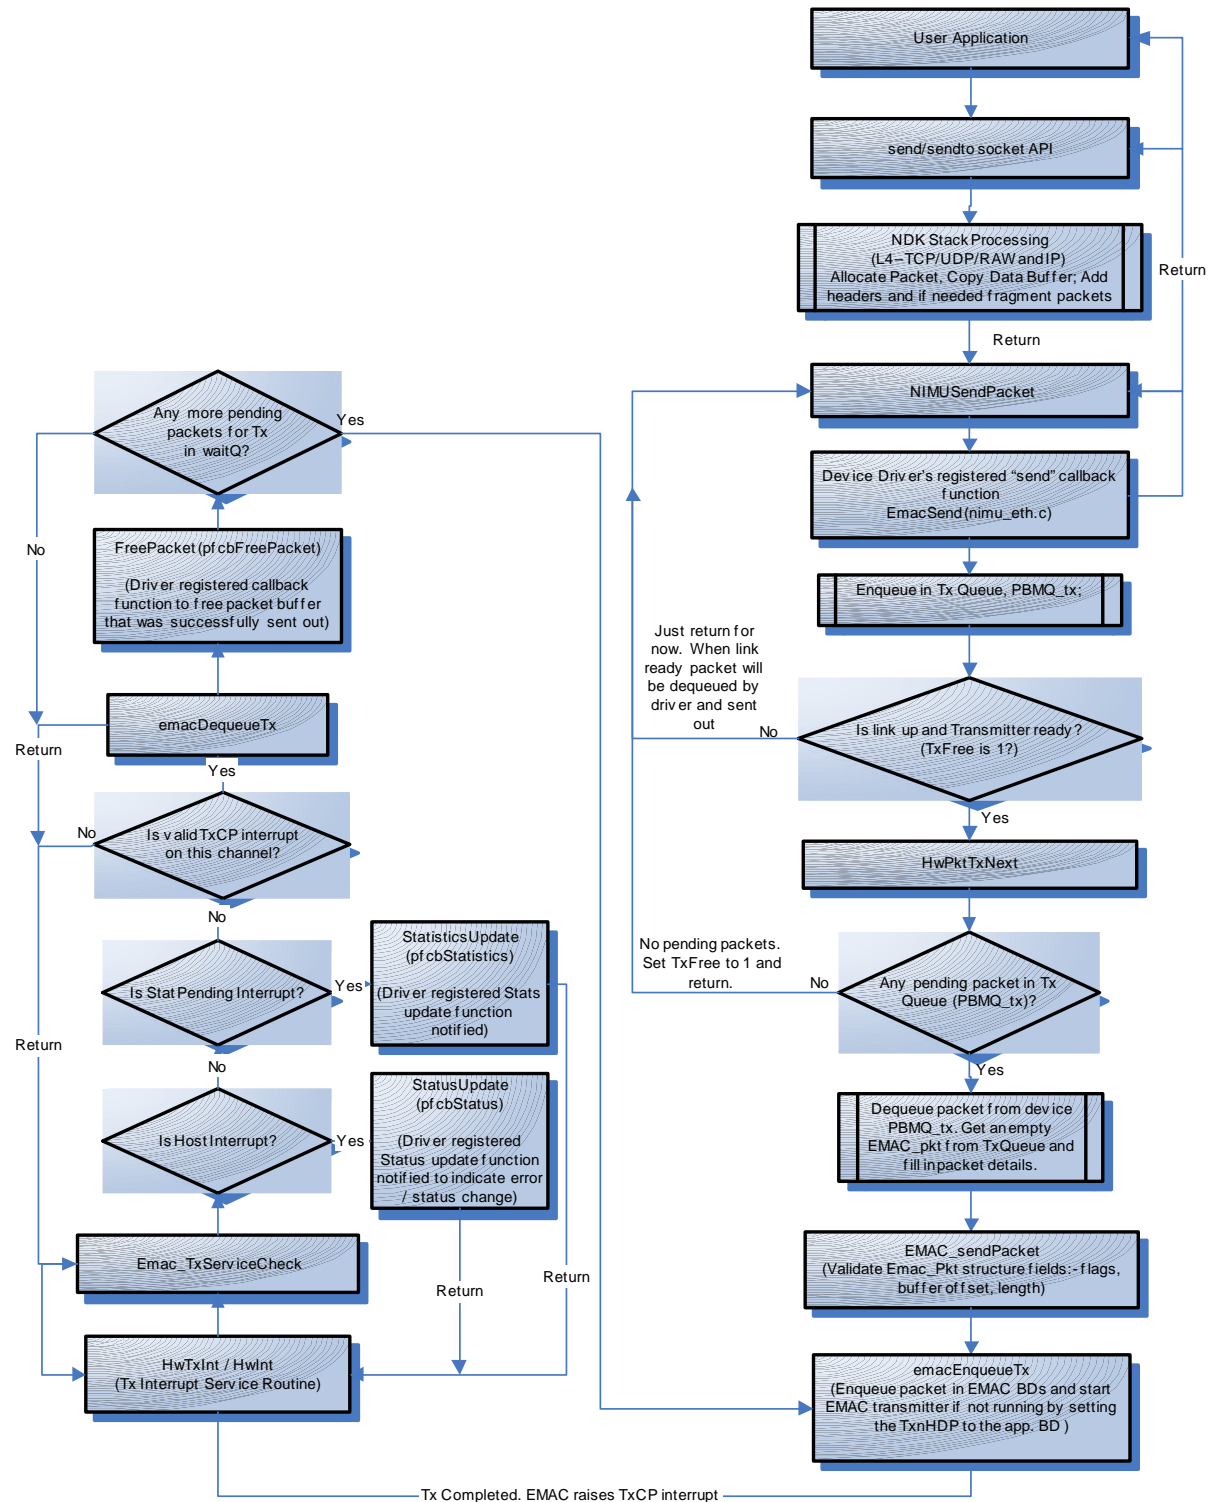 User Application
send/sendto socket API
NDK Stack Processing
(L4–TCP/UDP/RAW and IP)
Allocate Packet, Copy Data Buffer; Add
headers and if needed fragment packets
Return
Return
NIMUSendPacket
Device Driver's registered “send” callback
function
EmacSend(nimu_eth.c)
Enqueue in Tx Queue, PBMQ_tx;
Just return for
now. When link
ready packet will
be dequeued by
driver and sent
out
No
Is link up and Transmitter ready?
(TxFree is 1?)
Yes
HwPktTxNext
No pending packets.
Set TxFree to 1 and
return.
No
Any pending packet in Tx
Queue (PBMQ_tx)?
Yes
Dequeue packet from device
PBMQ_tx. Get an empty
EMAC_pkt from TxQueue and
fill in packet details.
EMAC_sendPacket
(Validate Emac_Pkt structure fields:- flags,
buffer offset, length)
emacEnqueueTx
(Enqueue packet in EMAC BDs and start
EMAC transmitter if not running by setting
the TxnHDP to the app. BD )
Tx Completed. EMAC raises TxCP interrupt
Any more pending
packets for Tx
in waitQ?
Yes
No
FreePacket(pfcbFreePacket)
(Driver registered callback
function to free packet buffer
that was successfully sent out)
emacDequeueTx
Return
Yes
Is valid TxCP interrupt
on this channel?
No
No
Is Stat Pending Interrupt?
Yes
StatisticsUpdate
(pfcbStatistics)
(Driver registered Stats
update function
notified)
Return
No
Is Host Interrupt?
Yes
StatusUpdate
(pfcbStatus)
(Driver registered
Status update function
notified to indicate error
/ status change)
Emac_TxServiceCheck
Return
Return
HwTxInt / HwInt
(Tx Interrupt Service Routine)